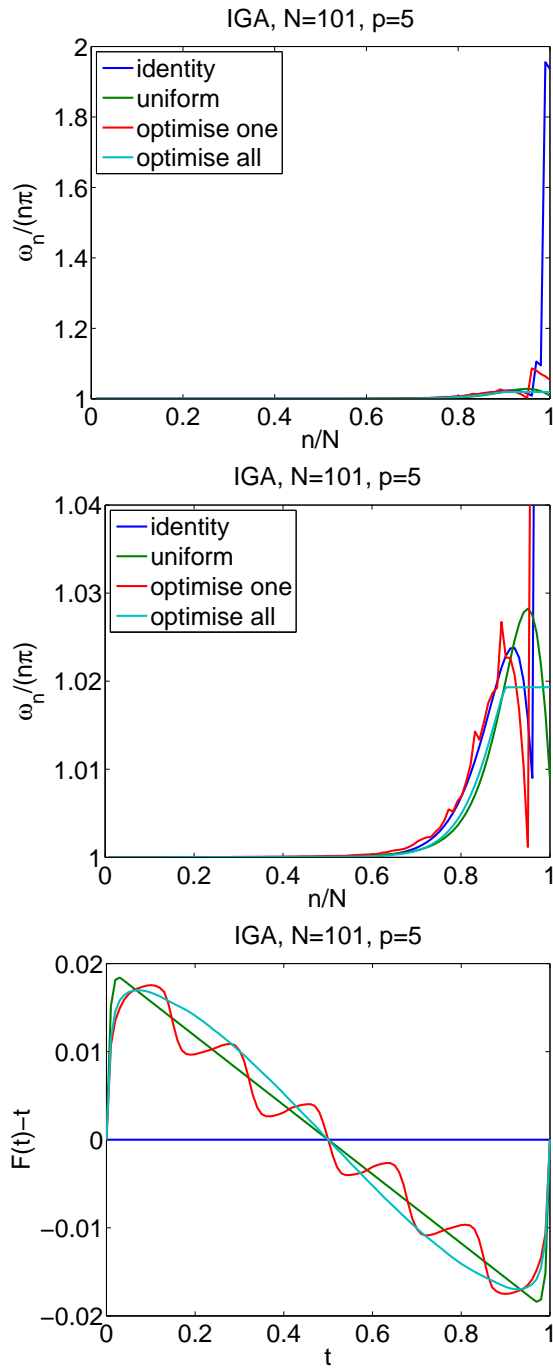 IGA, N=101, p=5
2
identity
uniform
optimise one
optimise all
1.8
1.6
1.4
1.2
1
ω_n/(nπ)
0 0.2 0.4 0.6 0.8 1
n/N
IGA, N=101, p=5
1.04
identity
uniform
optimise one
optimise all
1.03
1.02
1.01
1
ω_n/(nπ)
0 0.2 0.4 0.6 0.8 1
n/N
IGA, N=101, p=5
0.02
0.01
0
−0.01
−0.02
F(t)−t
0 0.2 0.4 0.6 0.8 1
t